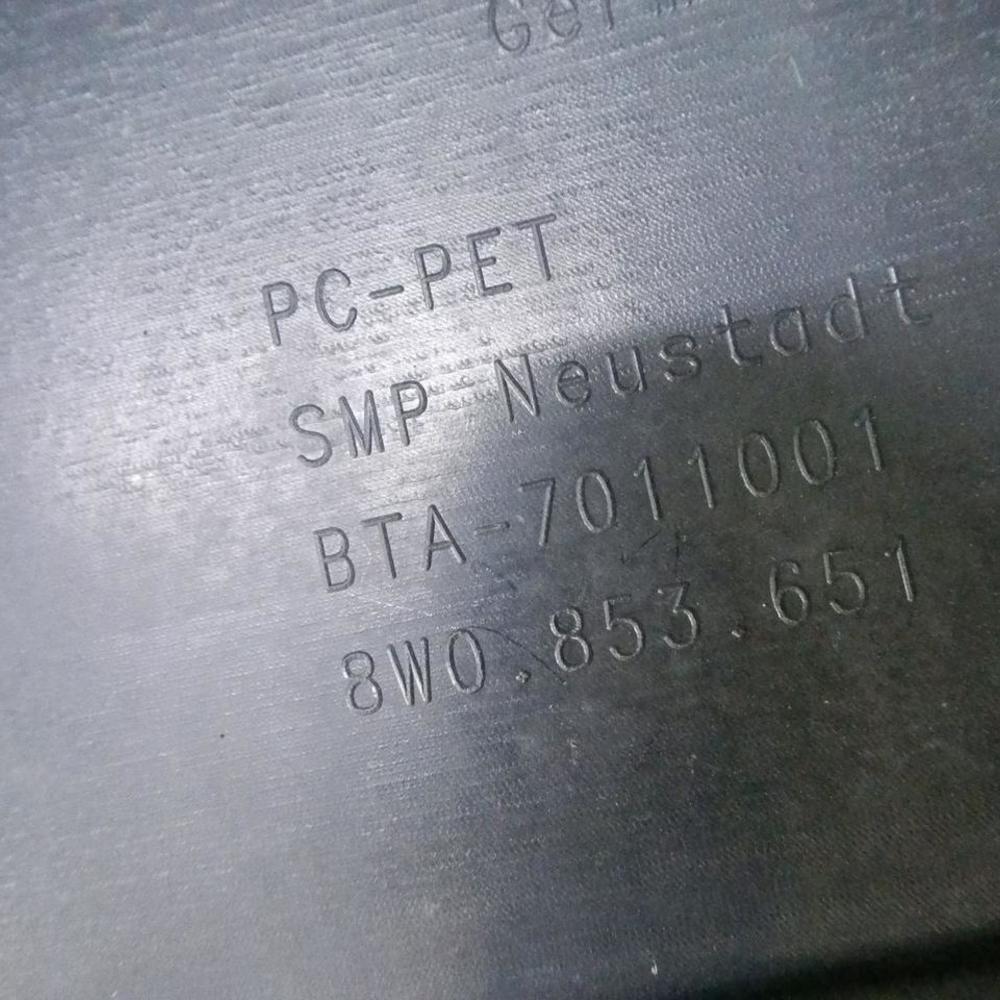 PC-PET
SMP Neustadt
BTA-7011001
8W0.853.651